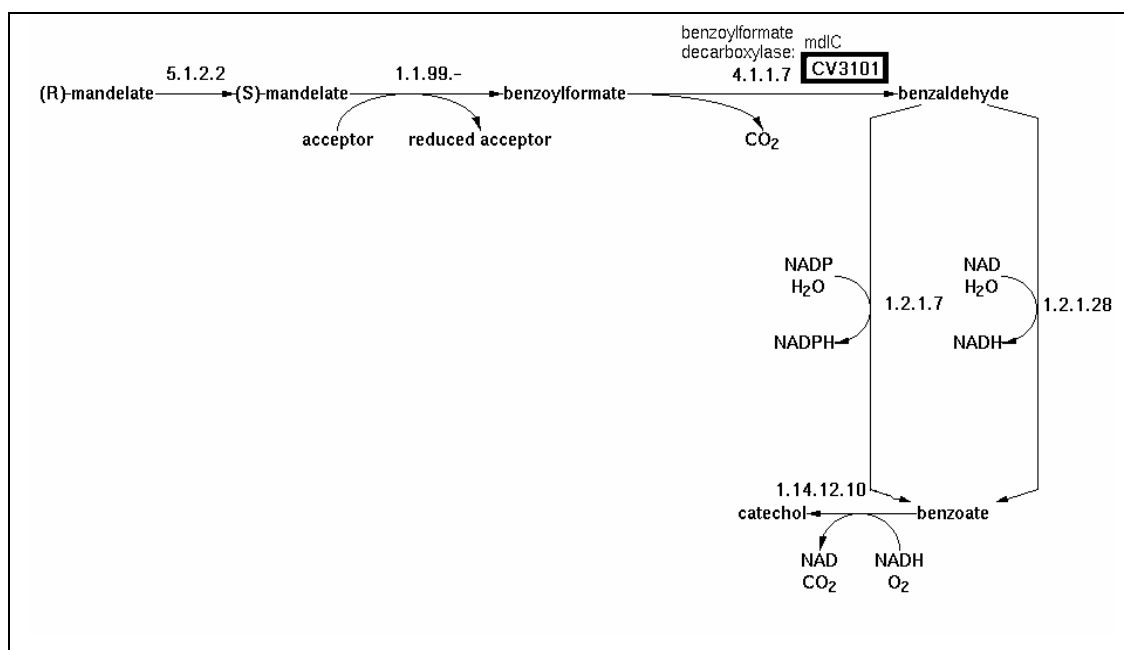 benzoylformate
decarboxylase:
mdlC
5.1.2.2
1.1.99.-
4.1.1.7
CV3101
(R)-mandelate
(S)-mandelate
benzoylformate
benzaldehyde
acceptor
reduced acceptor
CO2
NADP
H2O
NAD
H2O
1.2.1.7
1.2.1.28
NADPH
NADH
1.14.12.10
catechol
benzoate
NAD
CO2
NADH
O2